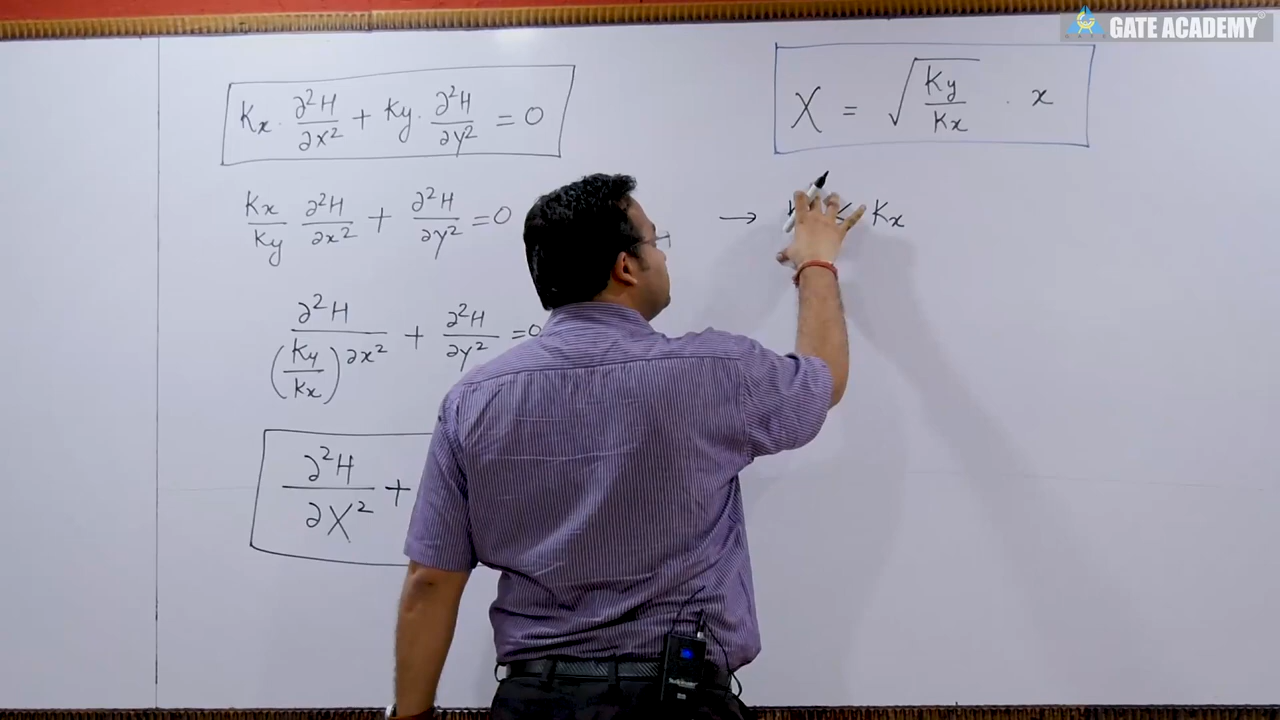 GATE ACADEMY®
Kx · ∂²H/∂x² + Ky · ∂²H/∂y² = 0
Kx/Ky ∂²H/∂x² + ∂²H/∂y² = 0
∂²H/(Ky/Kx)∂x² + ∂²H/∂y² = 0
∂²H/∂X² +
X = √(Ky/Kx) · x
→ < Kx